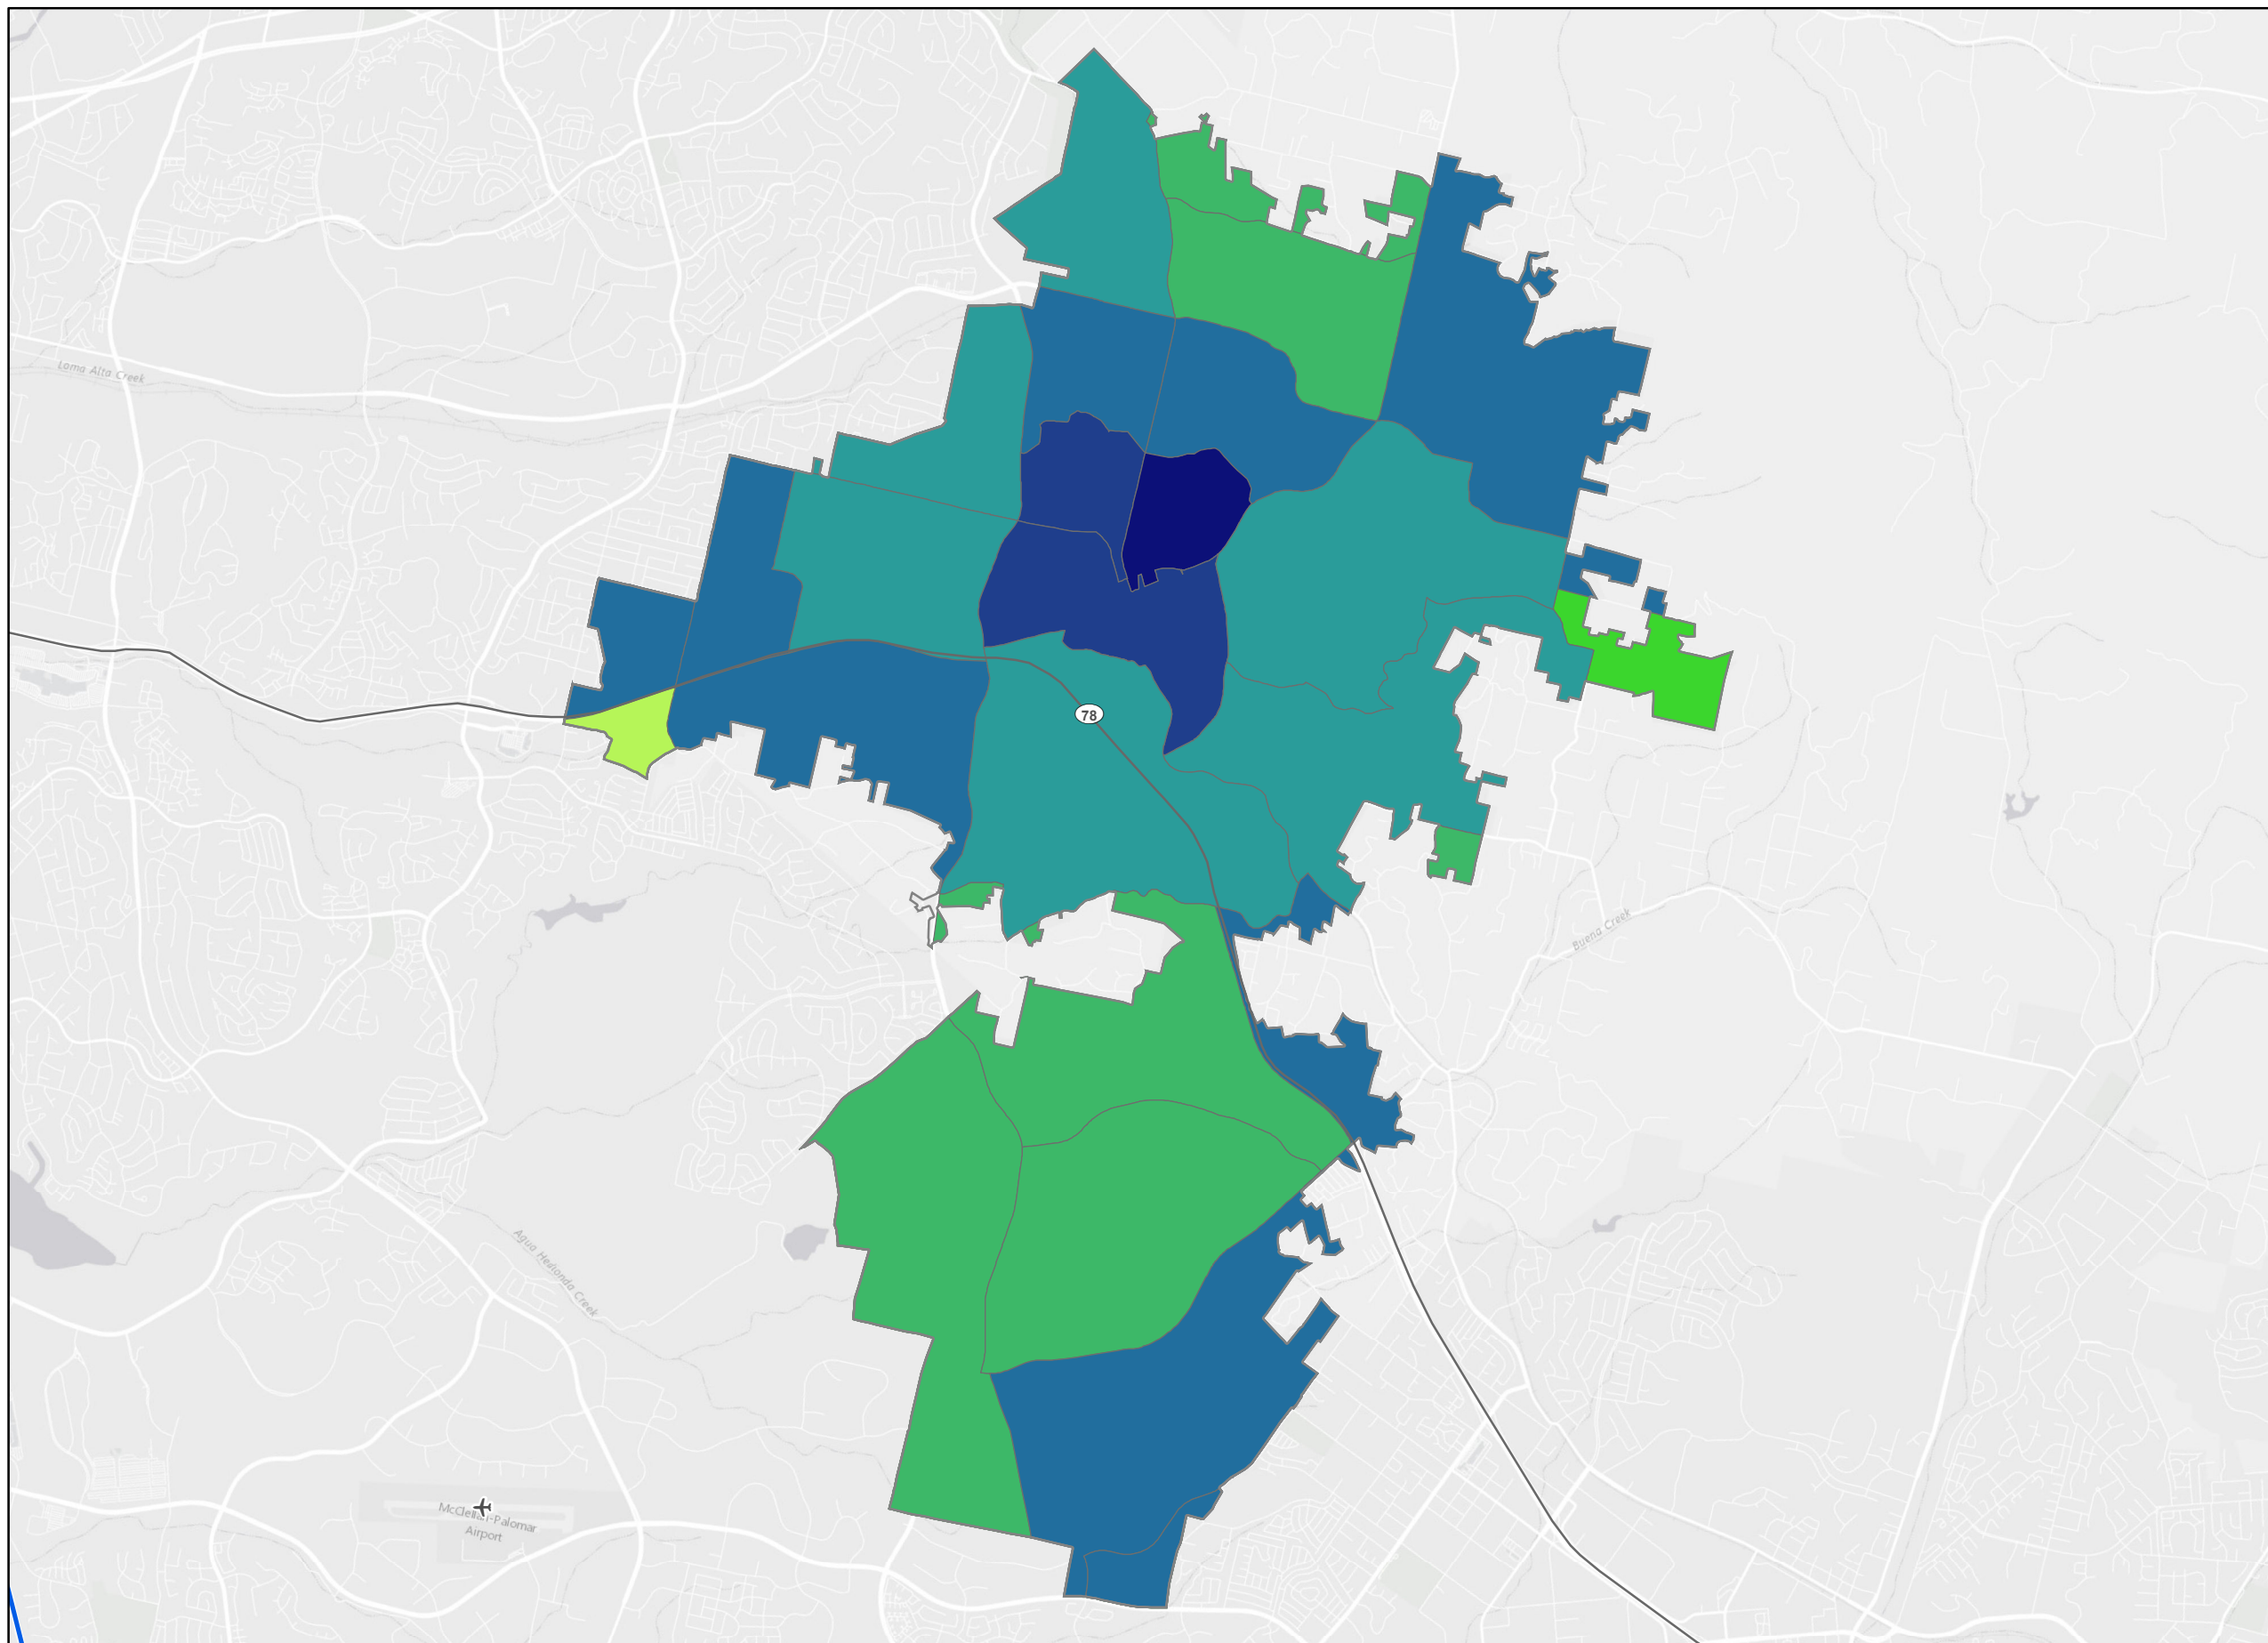 Loma Alta Creek
78
Buena Creek
Agua Hedionda Creek
McClellan-Palomar
Airport